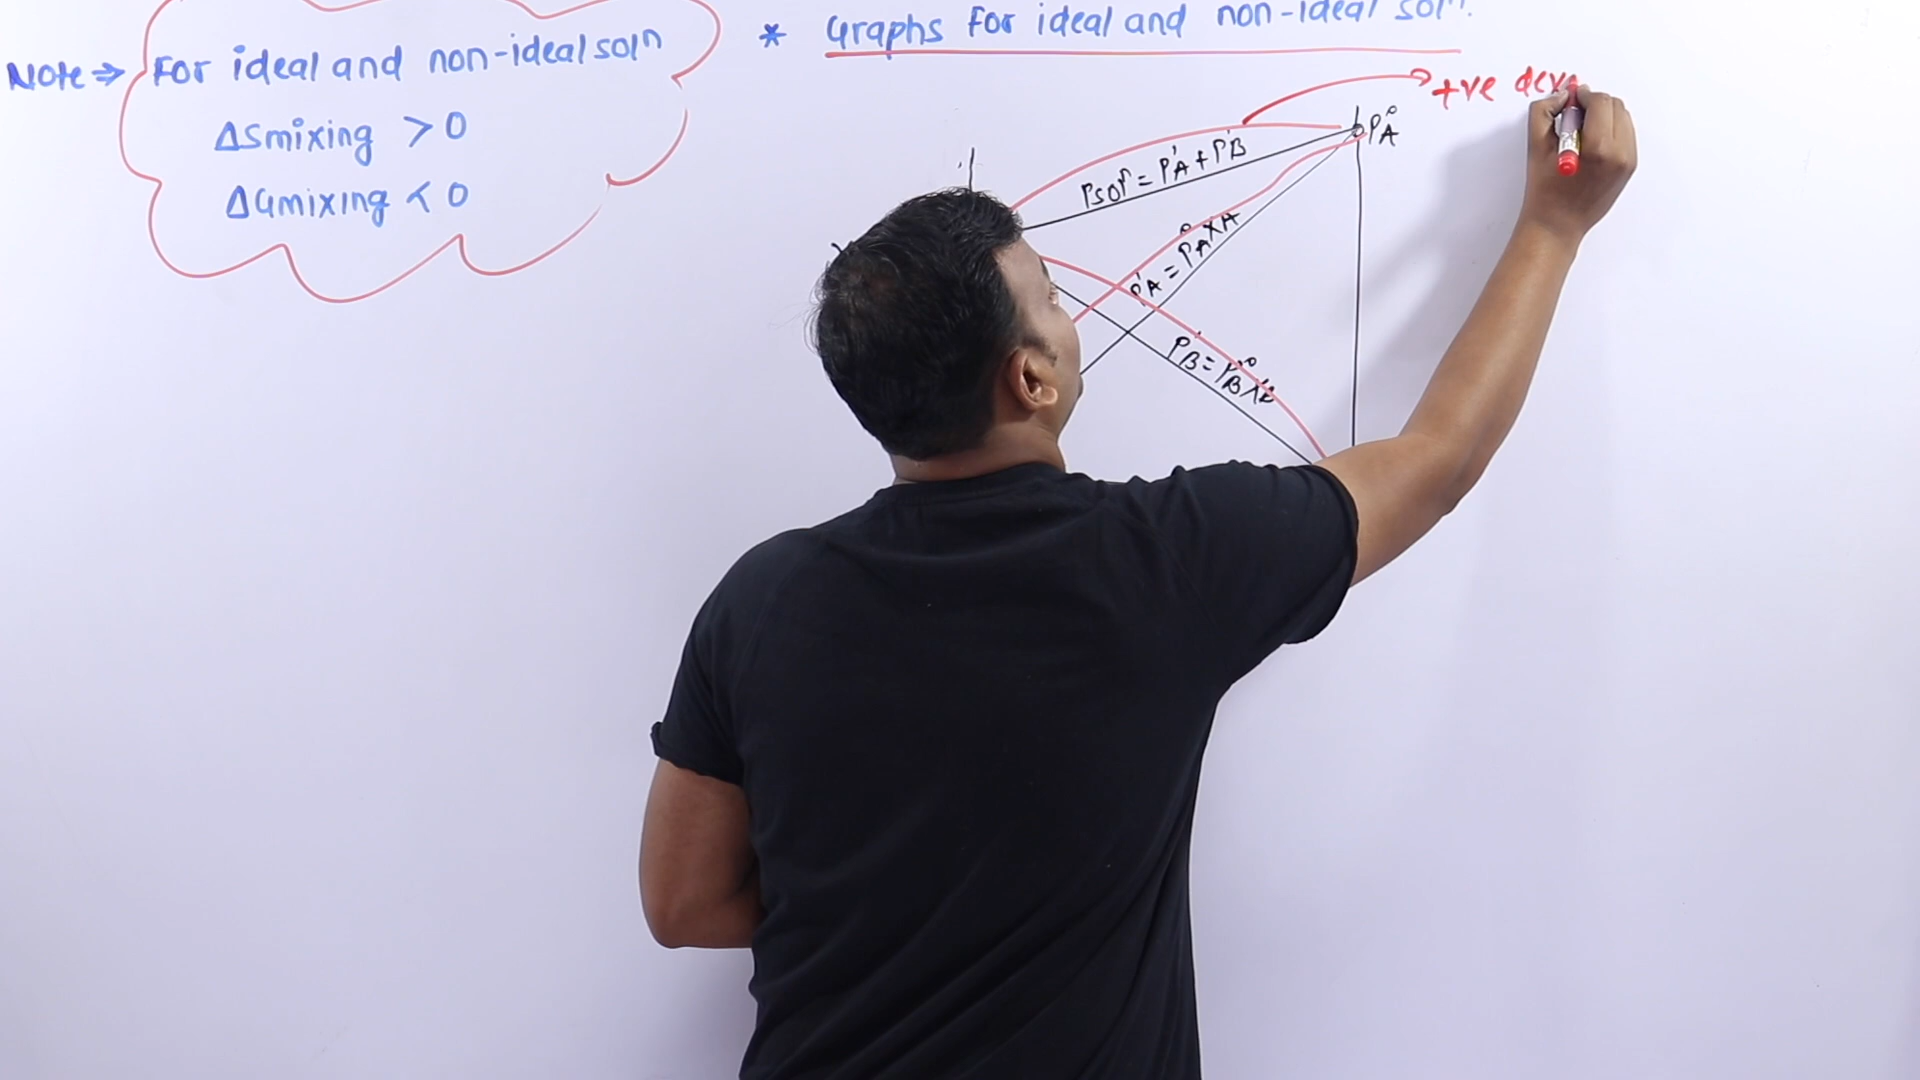 Note ⇒ For ideal and non-ideal solⁿ
ΔSmixing > 0
ΔGmixing < 0
* Graphs For ideal and non-ideal solⁿ.
+ve dev
P°A
Psolⁿ = P'A + P'B
P'A = P°A XA
P'B = P°B XB